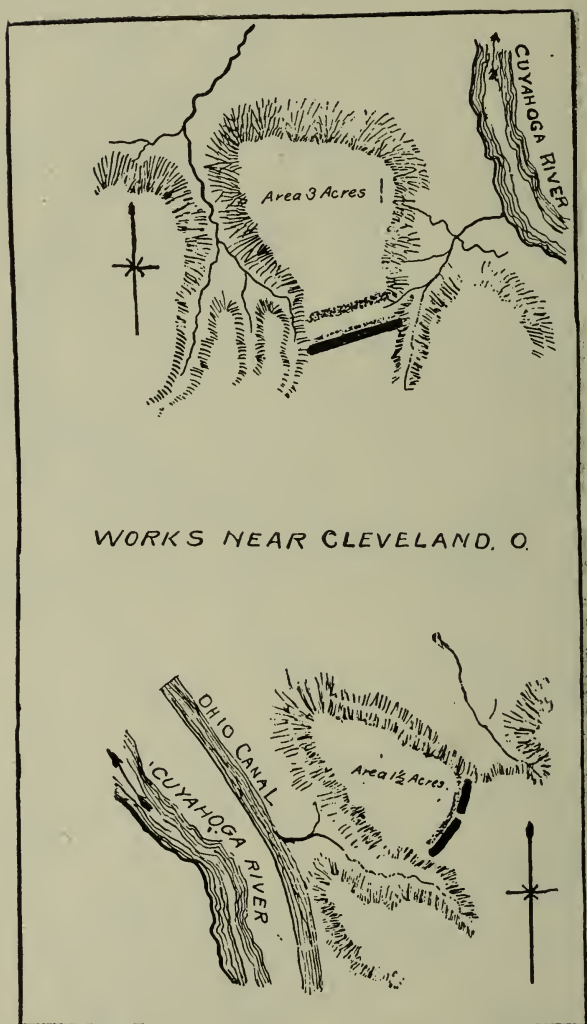 CUYAHOGA RIVER
Area 3 Acres
WORKS NEAR CLEVELAND. O.
OHIO CANAL
Area 1½ Acres.
CUYAHOGA RIVER